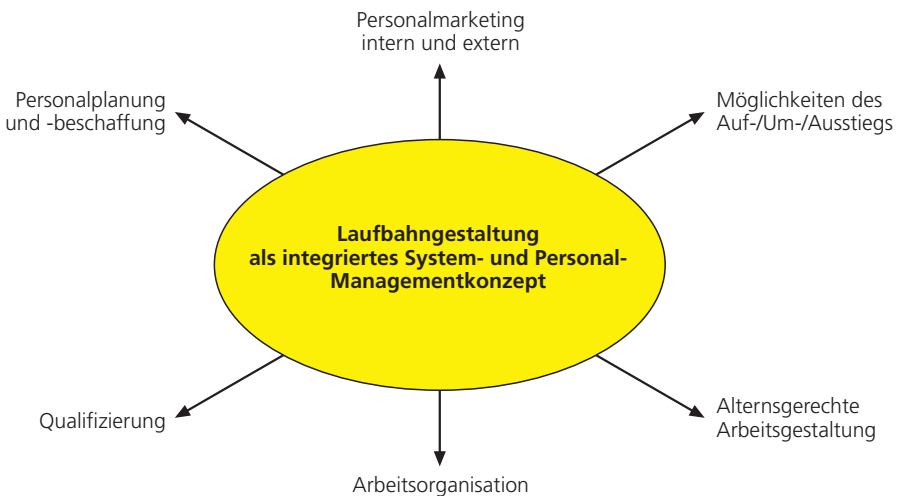 Personalmarketing
intern und extern
Personalplanung
und -beschaffung
Möglichkeiten des
Auf-/Um-/Ausstiegs
Laufbahngestaltung
als integriertes System- und Personal-
Managementkonzept
Qualifizierung
Alternsgerechte
Arbeitsgestaltung
Arbeitsorganisation